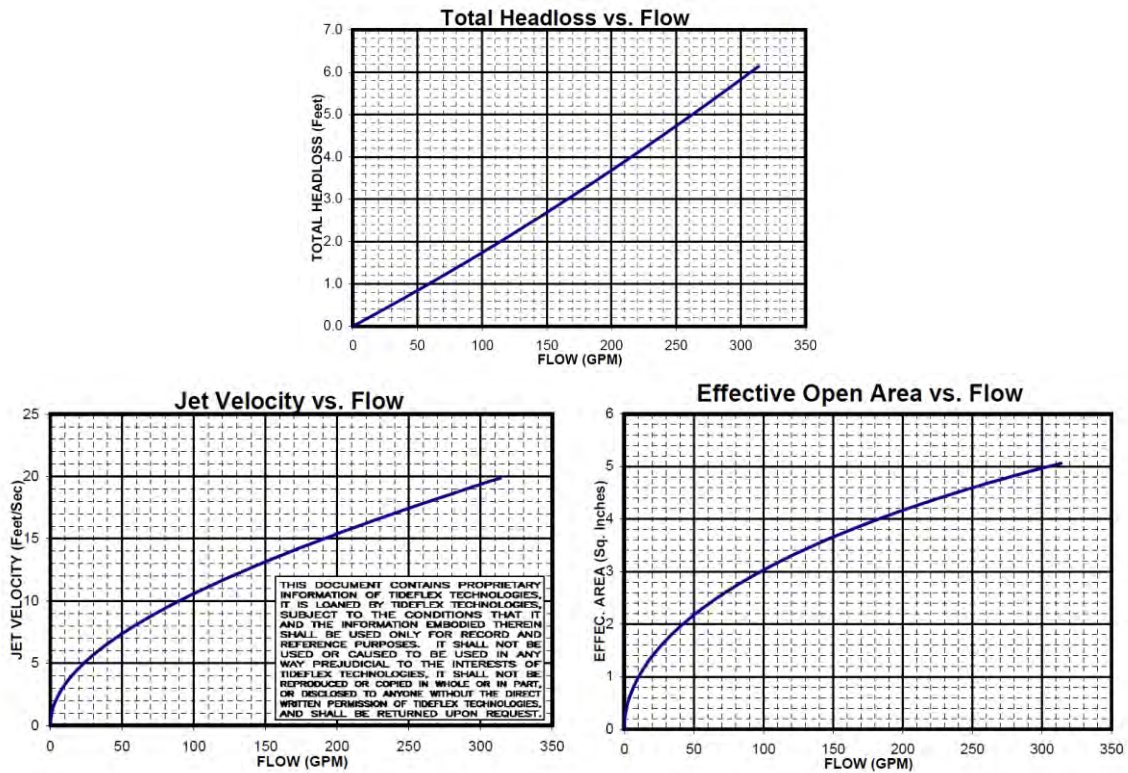 Total Headloss vs. Flow
TOTAL HEADLOSS (Feet)
7.0
6.0
5.0
4.0
3.0
2.0
1.0
0.0
0 50 100 150 200 250 300 350
FLOW (GPM)
Jet Velocity vs. Flow
JET VELOCITY (Feet/Sec)
25
20
15
10
5
0
0 50 100 150 200 250 300 350
FLOW (GPM)
THIS DOCUMENT CONTAINS PROPRIETARY
INFORMATION OF TIDEFLEX TECHNOLOGIES,
IT IS LOANED BY TIDEFLEX TECHNOLOGIES,
SUBJECT TO THE CONDITIONS THAT IT
AND THE INFORMATION EMBODIED THEREIN
SHALL BE USED ONLY FOR RECORD AND
REFERENCE PURPOSES. IT SHALL NOT BE
USED OR CAUSED TO BE USED IN ANY
WAY PREJUDICIAL TO THE INTERESTS OF
TIDEFLEX TECHNOLOGIES, IT SHALL NOT BE
REPRODUCED OR COPIED IN WHOLE OR IN PART,
OR DISCLOSED TO ANYONE WITHOUT THE DIRECT
WRITTEN PERMISSION OF TIDEFLEX TECHNOLOGIES,
AND SHALL BE RETURNED UPON REQUEST.
Effective Open Area vs. Flow
EFFEC. AREA (Sq. Inches)
6
5
4
3
2
1
0
0 50 100 150 200 250 300 350
FLOW (GPM)